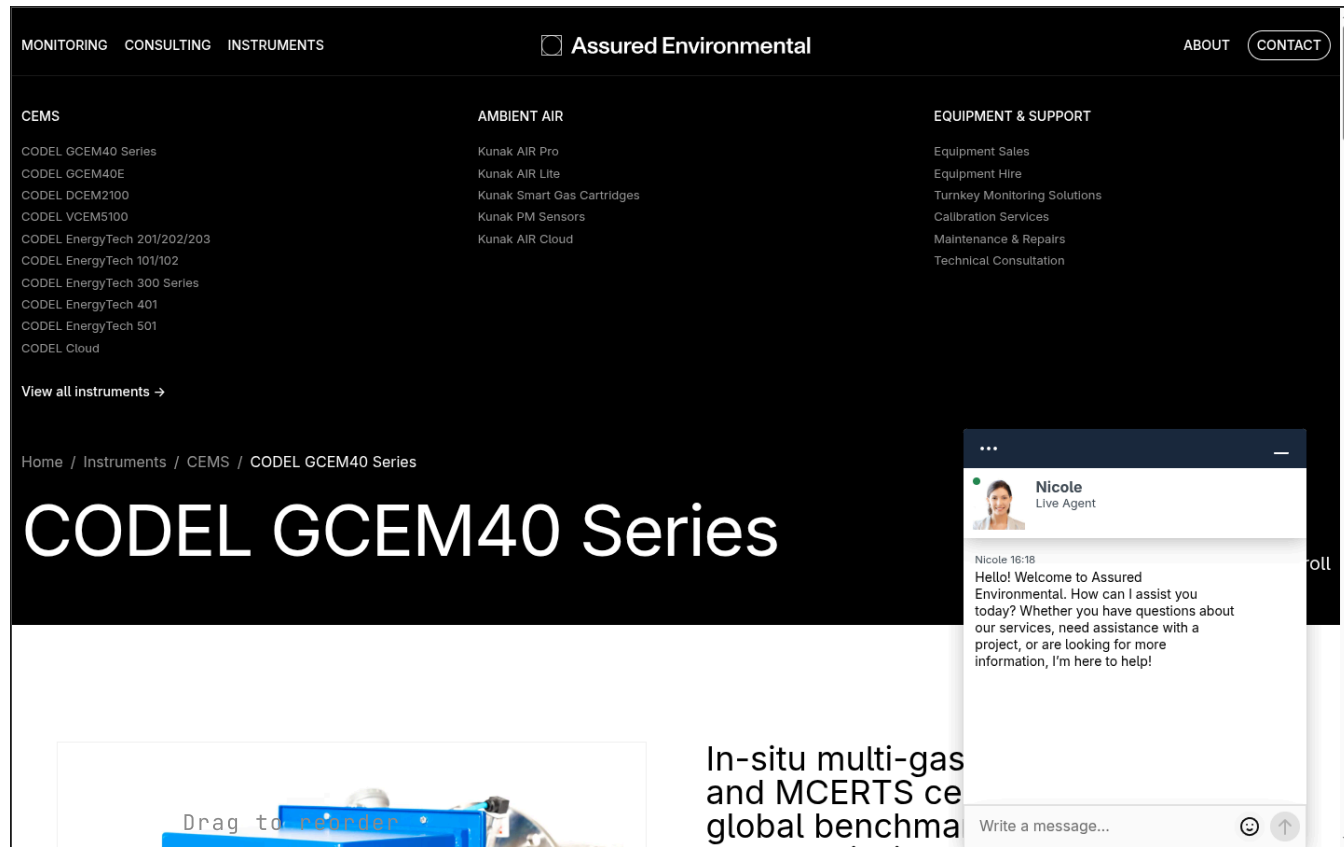 MONITORING CONSULTING INSTRUMENTS
Assured Environmental
ABOUT CONTACT
CEMS
CODEL GCEM40 Series
CODEL GCEM40E
CODEL DCEM2100
CODEL VCEM5100
CODEL EnergyTech 201/202/203
CODEL EnergyTech 101/102
CODEL EnergyTech 300 Series
CODEL EnergyTech 401
CODEL EnergyTech 501
CODEL Cloud
View all instruments →
AMBIENT AIR
Kunak AIR Pro
Kunak AIR Lite
Kunak Smart Gas Cartridges
Kunak PM Sensors
Kunak AIR Cloud
EQUIPMENT & SUPPORT
Equipment Sales
Equipment Hire
Turnkey Monitoring Solutions
Calibration Services
Maintenance & Repairs
Technical Consultation
Home / Instruments / CEMS / CODEL GCEM40 Series
CODEL GCEM40 Series
roll
Drag to reorder
In-situ multi-gas
and MCERTS ce
global benchma
Nicole
Live Agent
Nicole 16:18
Hello! Welcome to Assured
Environmental. How can I assist you
today? Whether you have questions about
our services, need assistance with a
project, or are looking for more
information, I'm here to help!
Write a message...